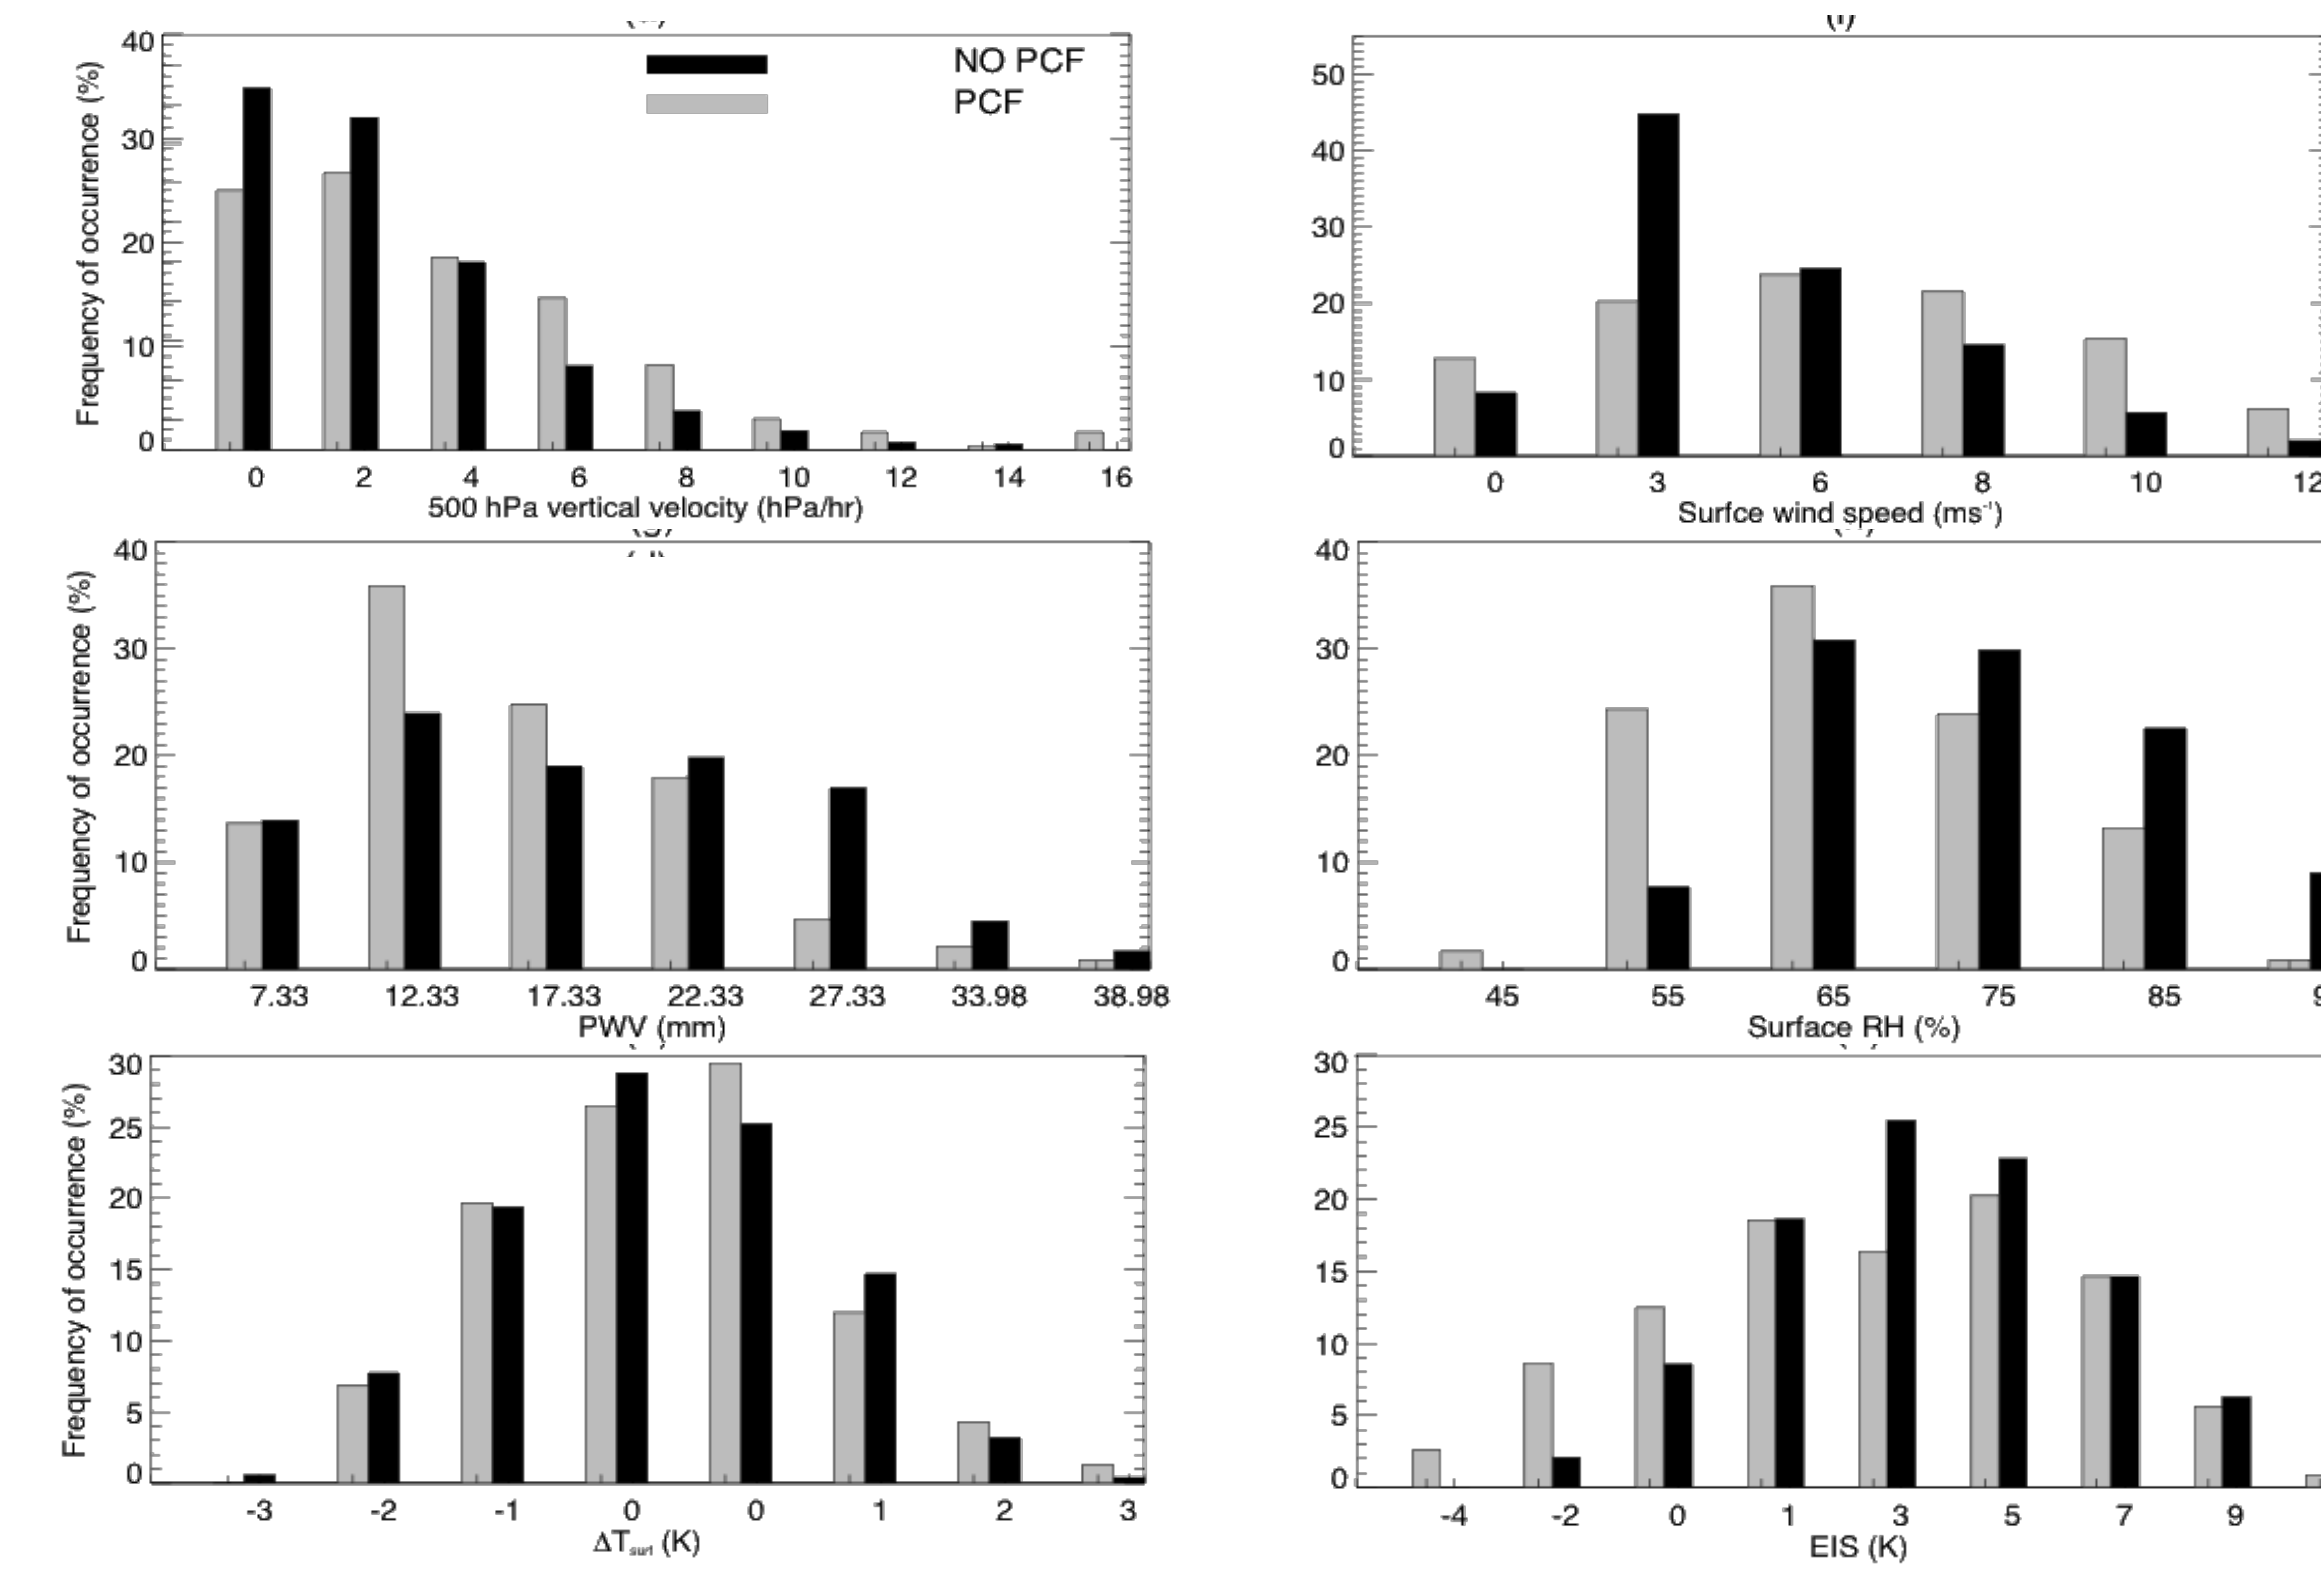 40
30
20
10
0
Frequency of occurrence (%)
NO PCF
PCF
0 2 4 6 8 10 12 14 16
500 hPa vertical velocity (hPa/hr)
50
40
30
20
10
0
0 3 6 8 10 12
Surfce wind speed (ms⁻¹)
40
30
20
10
0
Frequency of occurrence (%)
7.33 12.33 17.33 22.33 27.33 33.98 38.98
PWV (mm)
40
30
20
10
0
45 55 65 75 85
Surface RH (%)
30
25
20
15
10
5
0
Frequency of occurrence (%)
-3 -2 -1 0 0 1 2 3
ΔTsurf (K)
30
25
20
15
10
5
0
-4 -2 0 1 3 5 7 9
EIS (K)